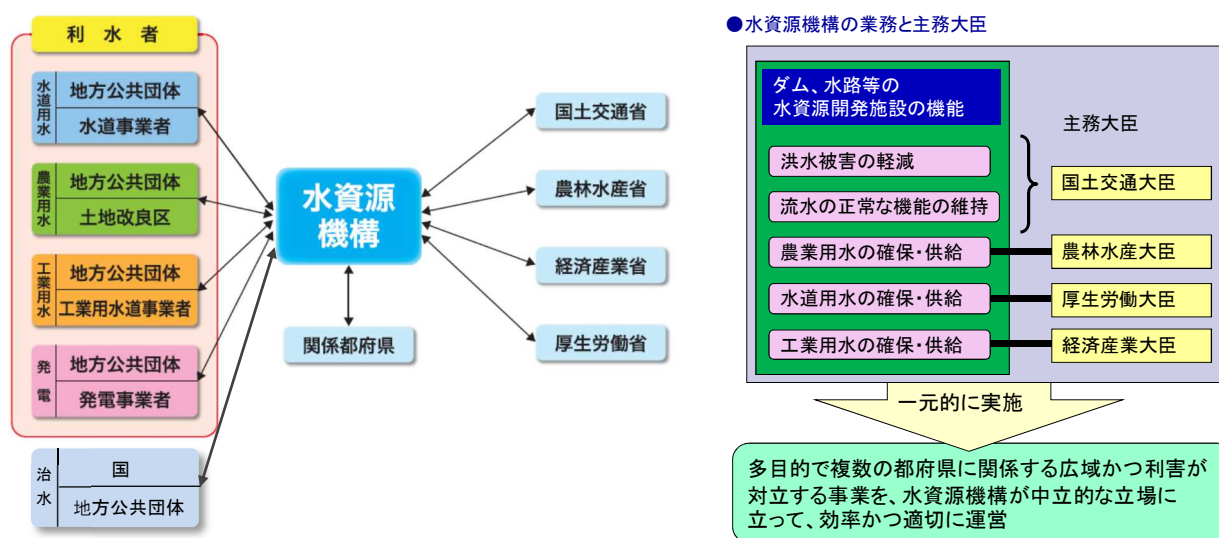 利水者
水道用水
地方公共団体
水道事業者
農業用水
地方公共団体
土地改良区
工業用水
地方公共団体
工業用水道事業者
発電
地方公共団体
発電事業者
治水
国
地方公共団体
水資源
機構
関係都府県
国土交通省
農林水産省
経済産業省
厚生労働省
●水資源機構の業務と主務大臣
ダム、水路等の
水資源開発施設の機能
主務大臣
洪水被害の軽減
流水の正常な機能の維持
国土交通大臣
農業用水の確保・供給
農林水産大臣
水道用水の確保・供給
厚生労働大臣
工業用水の確保・供給
経済産業大臣
一元的に実施
多目的で複数の都府県に関係する広域かつ利害が
対立する事業を、水資源機構が中立的な立場に
立って、効率かつ適切に運営